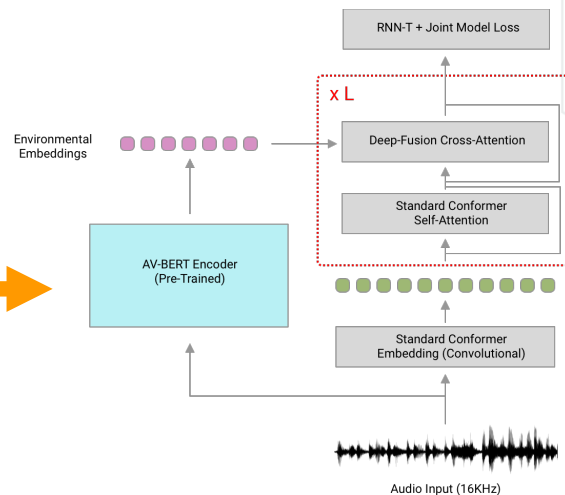 RNN-T + Joint Model Loss
x L
Environmental
Embeddings
Deep-Fusion Cross-Attention
Standard Conformer
Self-Attention
AV-BERT Encoder
(Pre-Trained)
Standard Conformer
Embedding (Convolutional)
Audio Input (16KHz)